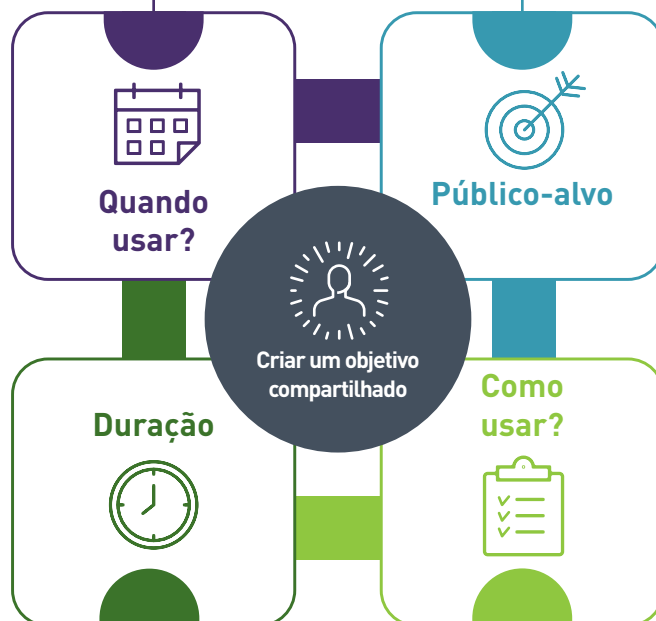 Quando
usar?
Público-alvo
Criar um objetivo
compartilhado
Duração
Como
usar?